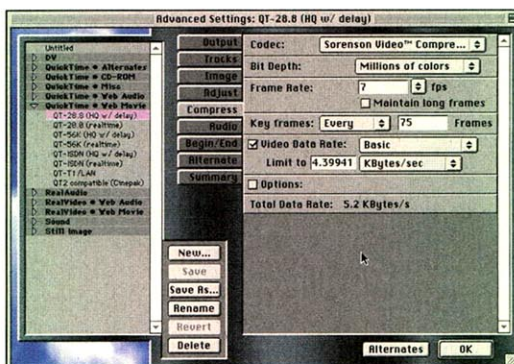 Advanced Settings: QT-28.8 (HQ w/ delay)
Untitled
DV
QuickTime • Alternates
QuickTime • CD-ROM
QuickTime • Misc
QuickTime • Web Audio
QuickTime • Web Movie
QT-28.8 (HQ w/ delay)
QT-28.8 (realtime)
QT-56K (HQ w/ delay)
QT-56K (realtime)
QT-ISDN (HQ w/ delay)
QT-ISDN (realtime)
QT-T1/LAN
QT2 compatible (Cinepak)
RealAudio
RealVideo • Web Audio
RealVideo • Web Movie
Sound
Still Image
New...
Save
Save As...
Rename
Revert
Delete
Output
Tracks
Image
Adjust
Compress
Audio
Begin/End
Alternate
Summary
Codec: Sorenson Video™ Compre...
Bit Depth: Millions of colors
Frame Rate: 7 fps
Maintain long frames
Key frames: Every 75 Frames
Video Data Rate: Basic
Limit to 4.39941 KBytes/sec
Options:
Total Data Rate: 5.2 KBytes/s
Alternates OK